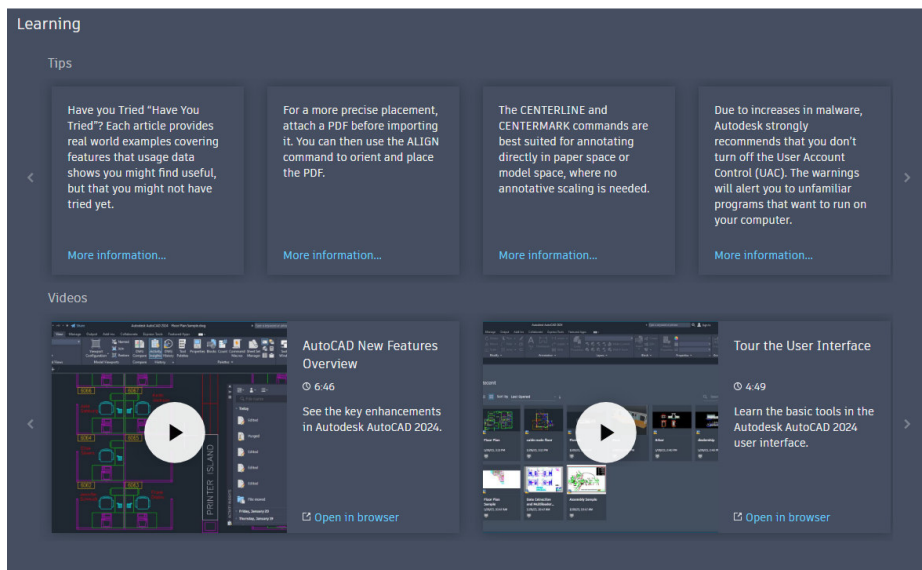 Learning
Tips
Have you Tried “Have You
Tried”? Each article provides
real world examples covering
features that usage data
shows you might find useful,
but that you might not have
tried yet.
More information...
For a more precise placement,
attach a PDF before importing
it. You can then use the ALIGN
command to orient and place
the PDF.
More information...
The CENTERLINE and
CENTERMARK commands are
best suited for annotating
directly in paper space or
model space, where no
annotative scaling is needed.
More information...
Due to increases in malware,
Autodesk strongly
recommends that you don’t
turn off the User Account
Control (UAC). The warnings
will alert you to unfamiliar
programs that want to run on
your computer.
More information...
Videos
PRINTER ISLAND
AutoCAD New Features
Overview
6:46
See the key enhancements
in Autodesk AutoCAD 2024.
Open in browser
Tour the User Interface
4:49
Learn the basic tools in the
Autodesk AutoCAD 2024
user interface.
Open in browser